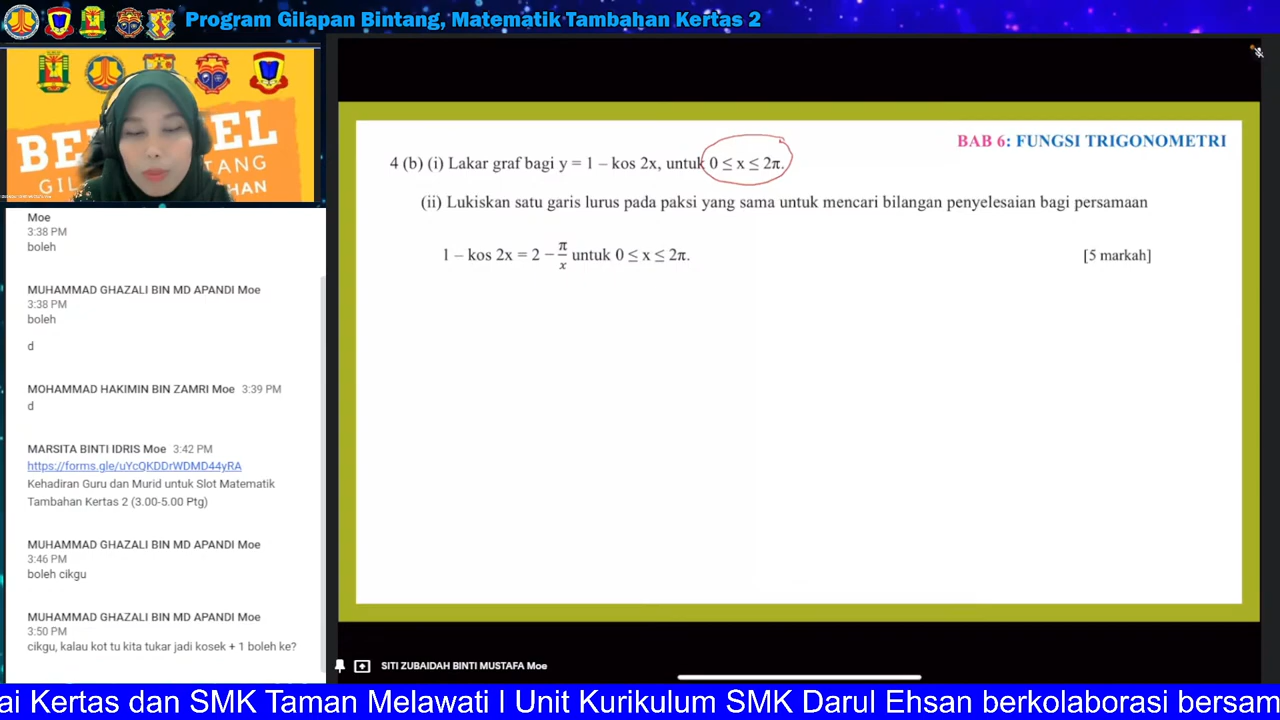 Program Gilapan Bintang, Matematik Tambahan Kertas 2
Moe
3:38 PM
boleh
MUHAMMAD GHAZALI BIN MD APANDI Moe
3:38 PM
boleh
d
MOHAMMAD HAKIMIN BIN ZAMRI Moe 3:39 PM
d
MARSITA BINTI IDRIS Moe 3:42 PM
https://forms.gle/uYcQKDDrWDMD44yRA
Kehadiran Guru dan Murid untuk Slot Matematik
Tambahan Kertas 2 (3.00-5.00 Ptg)
MUHAMMAD GHAZALI BIN MD APANDI Moe
3:46 PM
boleh cikgu
MUHAMMAD GHAZALI BIN MD APANDI Moe
3:50 PM
cikgu, kalau kot tu kita tukar jadi kosek + 1 boleh ke?
BAB 6: FUNGSI TRIGONOMETRI
4 (b) (i) Lakar graf bagi y = 1 – kos 2x, untuk 0 ≤ x ≤ 2π.
(ii) Lukiskan satu garis lurus pada paksi yang sama untuk mencari bilangan penyelesaian bagi persamaan
1 – kos 2x = 2 − π/x untuk 0 ≤ x ≤ 2π. [5 markah]
SITI ZUBAIDAH BINTI MUSTAFA Moe
ai Kertas dan SMK Taman Melawati l Unit Kurikulum SMK Darul Ehsan berkolaborasi bersam